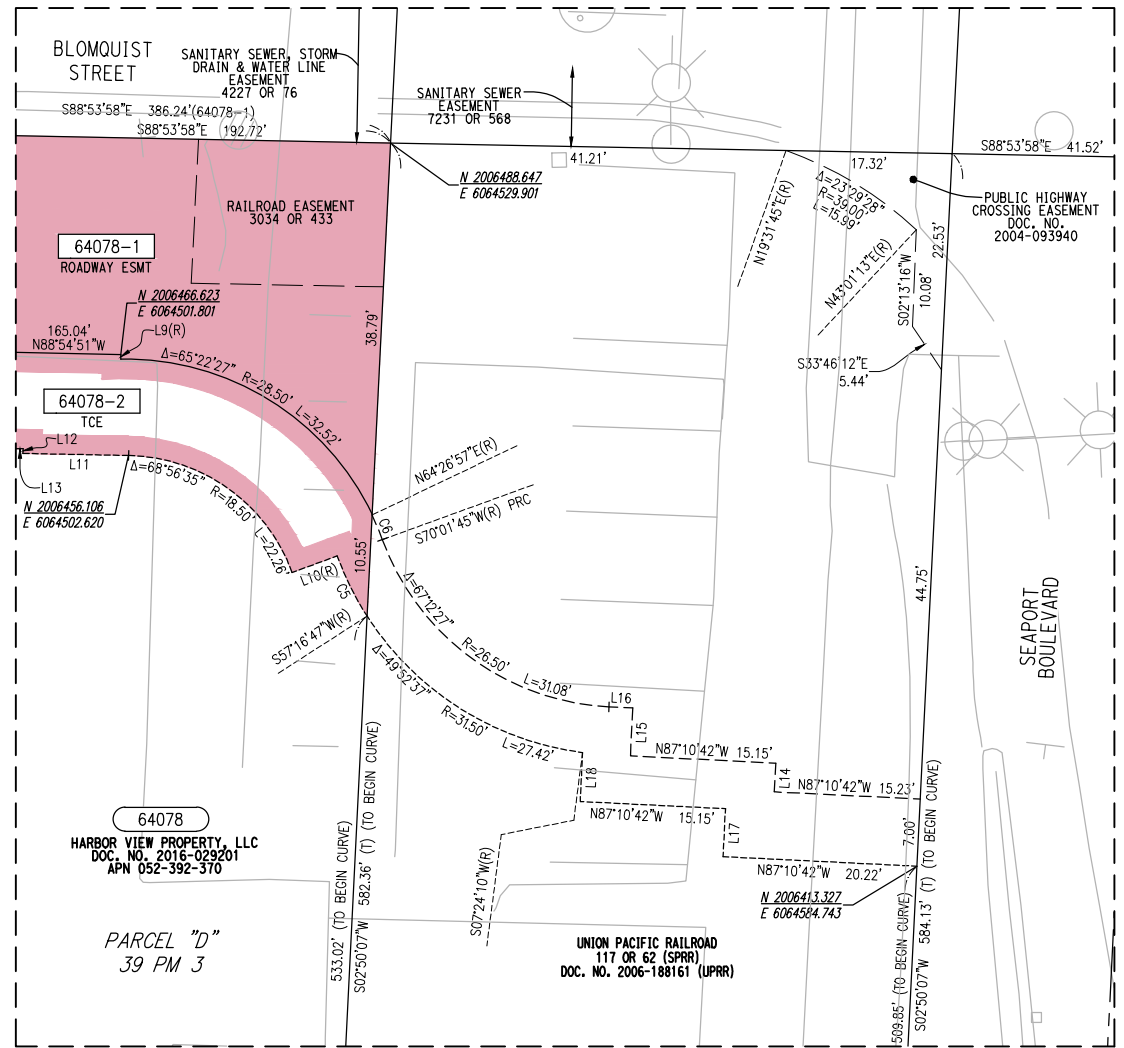 BLOMQUIST
STREET
SANITARY SEWER, STORM
DRAIN & WATER LINE
EASEMENT
4227 OR 76
SANITARY SEWER
EASEMENT
7231 OR 568
S88°53'58"E 386.24'(64078-1)
S88°53'58"E 192.72'
41.21'
17.32'
S88°53'58"E 41.52'
N 2006488.647
E 6064529.901
RAILROAD EASEMENT
3034 OR 433
64078-1
ROADWAY ESMT
N 2006466.623
E 6064501.801
L9(R)
165.04'
N88°54'51"W
38.79'
Δ=65°22'27" R=28.50' L=32.52'
64078-2
TCE
L12
L11
L13
N 2006456.106
E 6064502.620
Δ=68°56'35" R=18.50' L=22.26'
L10(R)
C5
10.55'
C6
N64°26'57"E(R)
S70°01'45"W(R) PRC
S57°16'47"W(R)
Δ=67°12'27" R=26.50' L=31.08'
Δ=49°52'37" R=31.50' L=27.42'
L16
L15
N87°10'42"W 15.15'
L14
N87°10'42"W 15.23'
L18
N87°10'42"W 15.15'
L17
N87°10'42"W 20.22'
7.00'
S07°24'10"W(R)
N 2006413.327
E 6064584.743
N19°31'45"E(R)
Δ=23°29'28"
R=39.00'
L=15.99'
N43°01'13"E(R)
S02°13'16"W
10.08'
22.53'
PUBLIC HIGHWAY
CROSSING EASEMENT
DOC. NO.
2004-093940
S33°46'12"E
5.44'
44.75'
SEAPORT
BOULEVARD
64078
HARBOR VIEW PROPERTY, LLC
DOC. NO. 2016-029201
APN 052-392-370
PARCEL "D"
39 PM 3
533.02' (TO BEGIN CURVE)
S02°50'07"W 582.36' (T) (TO BEGIN CURVE)
UNION PACIFIC RAILROAD
117 OR 62 (SPRR)
DOC. NO. 2006-188161 (UPRR)
509.85' (TO BEGIN CURVE)
S02°50'07"W 584.13' (T) (TO BEGIN CURVE)